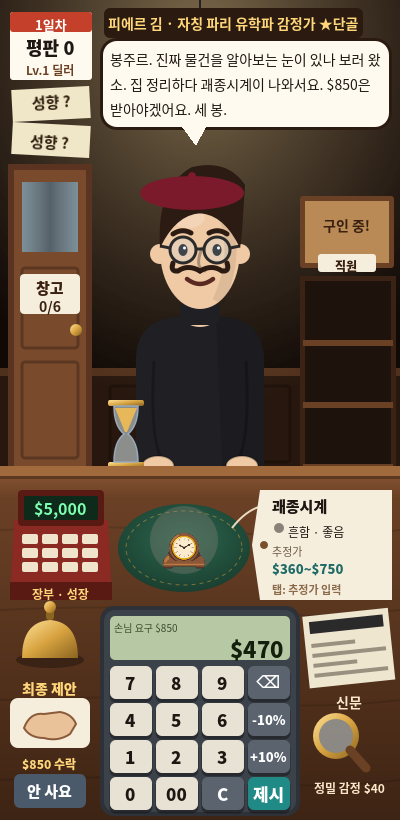 1일차
평판 0
Lv.1 딜러
성향 ?
성향 ?
피에르 김 · 자칭 파리 유학파 감정가 ★단골
봉주르. 진짜 물건을 알아보는 눈이 있나 보러 왔
소. 집 정리하다 괘종시계이 나와서요. $850은
받아야겠어요. 세 봉.
창고
0/6
구인 중!
직원
$5,000
장부 · 성장
괘종시계
흔함 · 좋음
추정가
$360~$750
탭: 추정가 입력
최종 제안
$850 수락
안 사요
손님 요구 $850
$470
7 8 9 ⌫
4 5 6 -10%
1 2 3 +10%
0 00 C 제시
신문
정밀 감정 $40